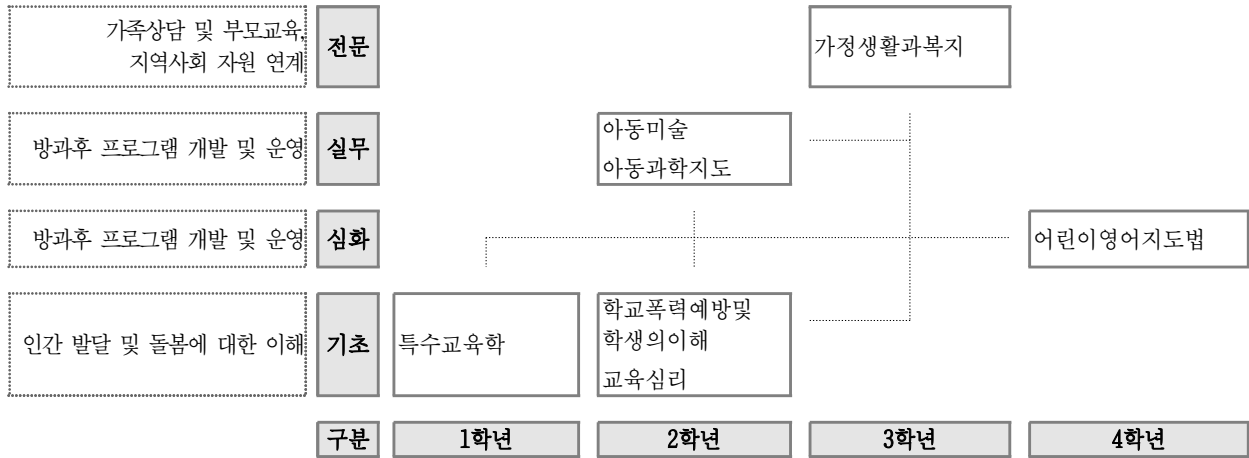 가족상담 및 부모교육,
지역사회 자원 연계
전문
가정생활과복지
방과후 프로그램 개발 및 운영
실무
아동미술
아동과학지도
방과후 프로그램 개발 및 운영
심화
어린이영어지도법
인간 발달 및 돌봄에 대한 이해
기초
특수교육학
학교폭력예방및
학생의이해
교육심리
구분
1학년
2학년
3학년
4학년